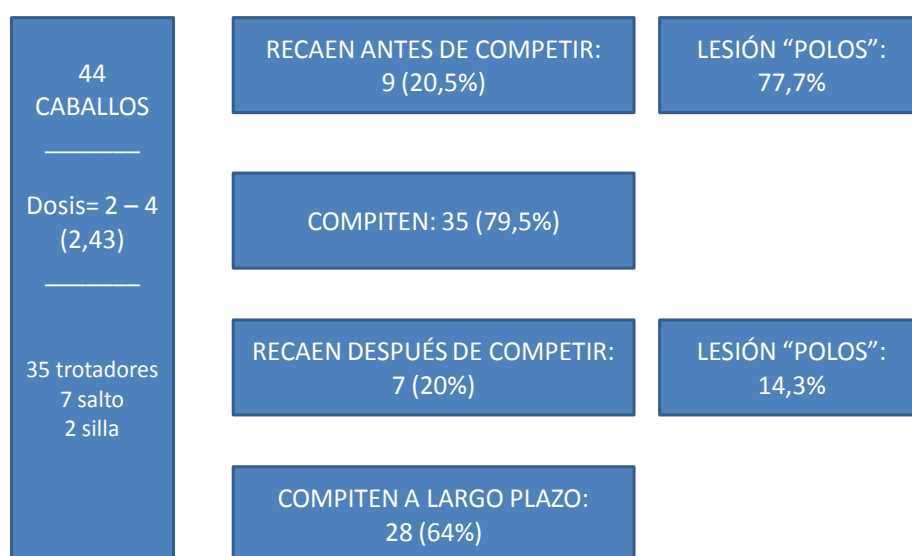 44
CABALLOS
Dosis= 2 – 4
(2,43)
35 trotadores
7 salto
2 silla
RECAEN ANTES DE COMPETIR:
9 (20,5%)
LESIÓN “POLOS”:
77,7%
COMPITEN: 35 (79,5%)
RECAEN DESPUÉS DE COMPETIR:
7 (20%)
LESIÓN “POLOS”:
14,3%
COMPITEN A LARGO PLAZO:
28 (64%)